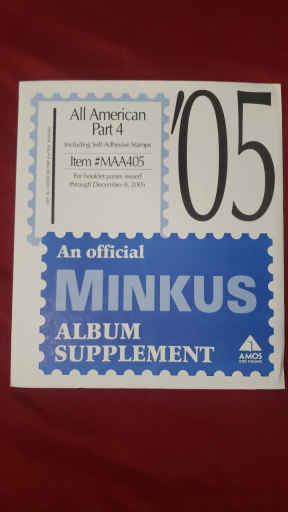 All American
Part 4
Including Self-Adhesive Stamps
Item #MAA405
For booklet panes issued
through December 8, 2005
'05
An official
MINKUS
ALBUM
SUPPLEMENT
AMOS